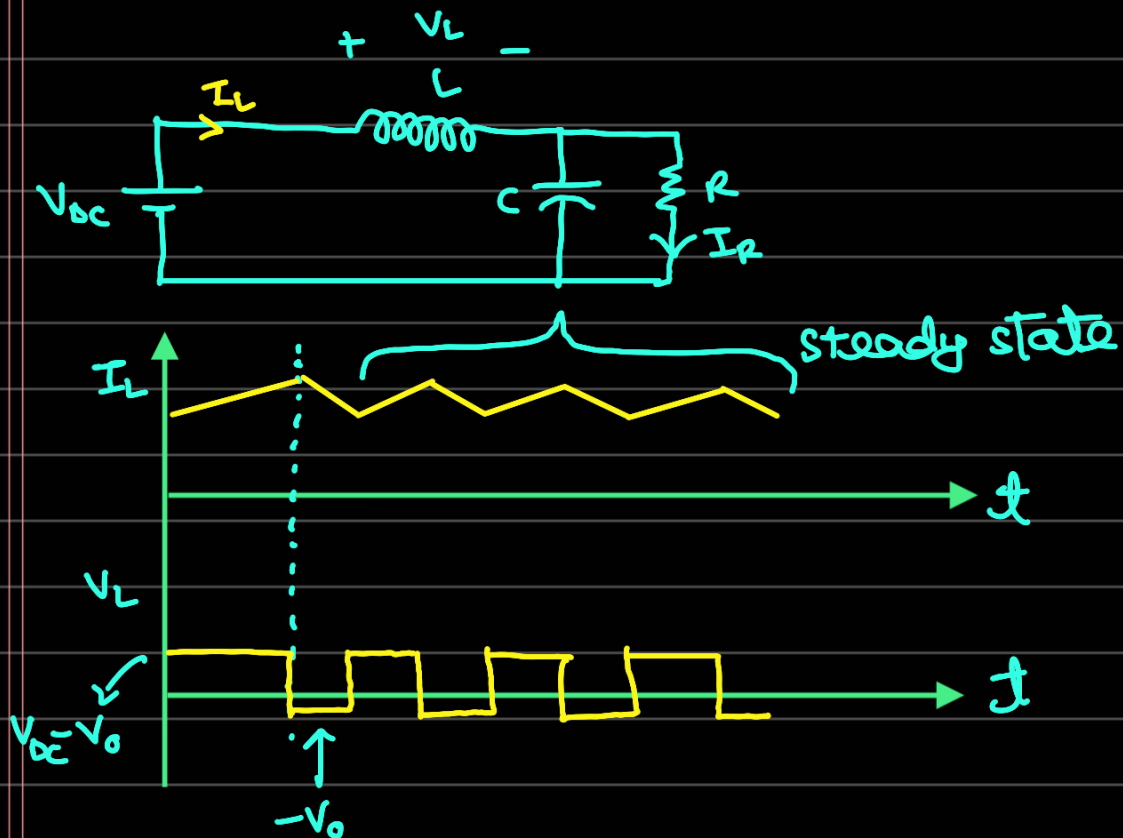 + VL −
L
IL
VDC
C
R
IR
steady state
IL
t
VL
t
VDC-V0
-V0